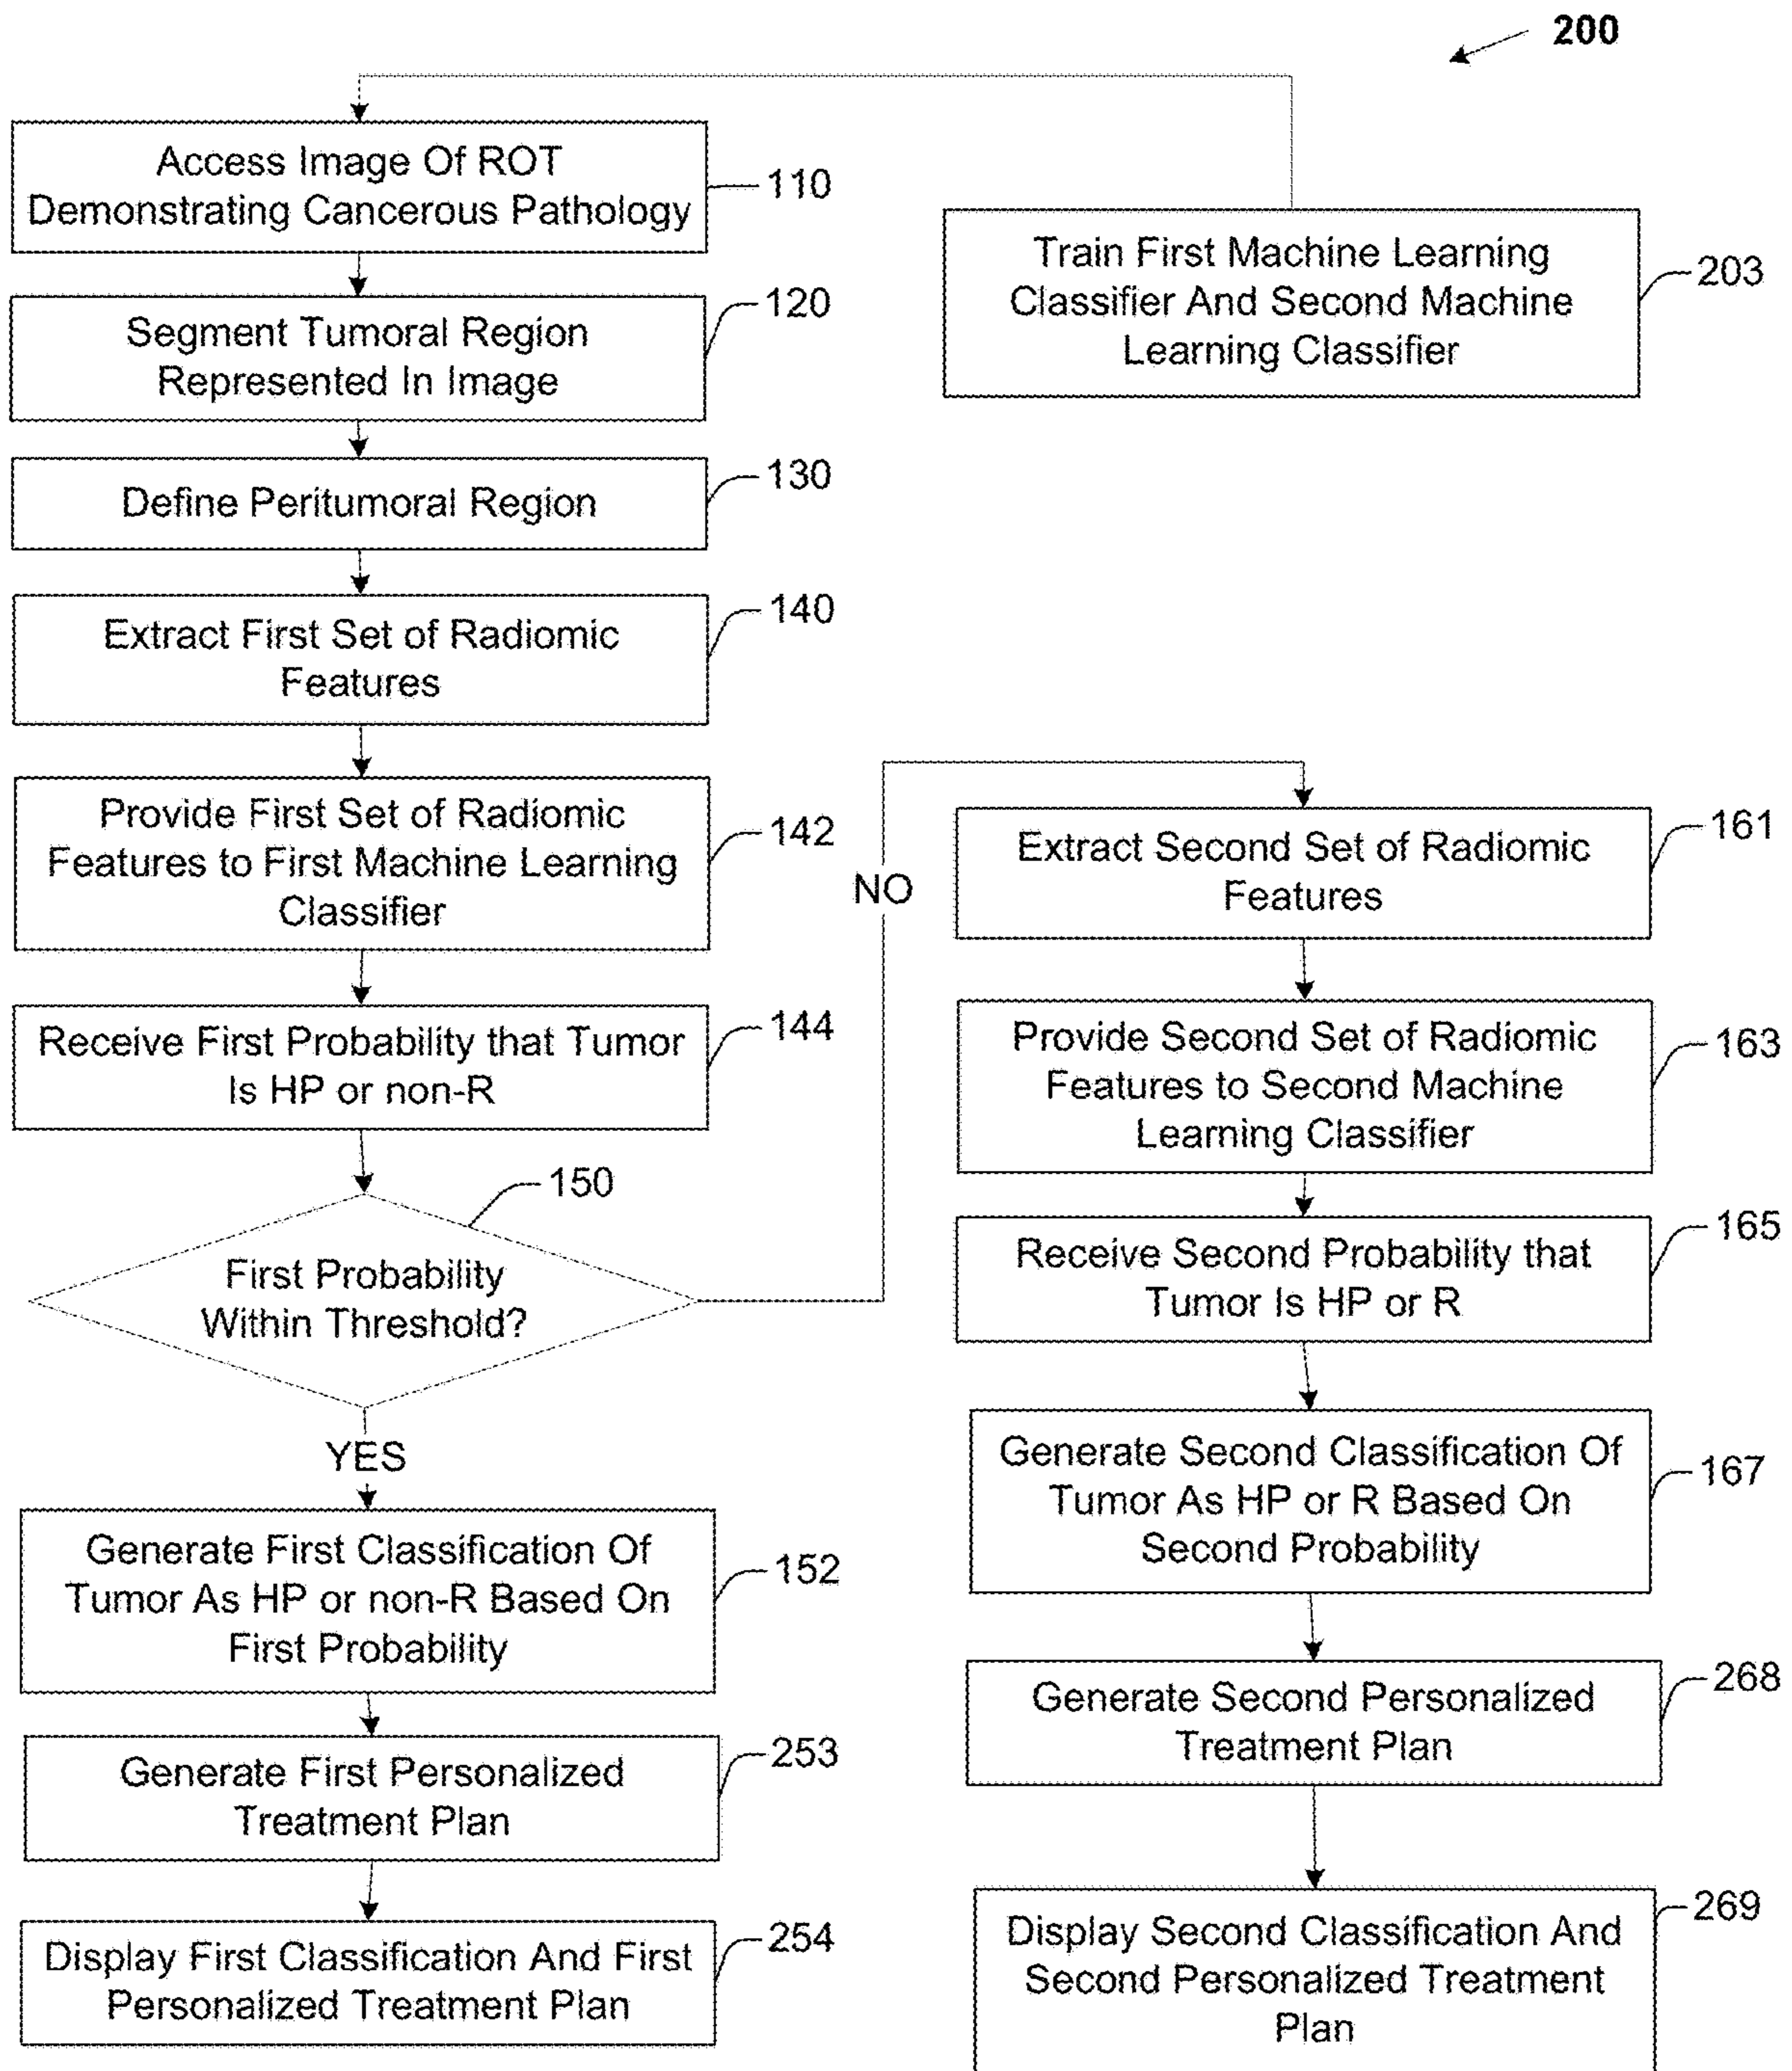 200
Access Image Of ROT
Demonstrating Cancerous Pathology
110
Train First Machine Learning
Classifier And Second Machine
Learning Classifier
203
Segment Tumoral Region
Represented In Image
120
Define Peritumoral Region
130
Extract First Set of Radiomic
Features
140
Provide First Set of Radiomic
Features to First Machine Learning
Classifier
142
Receive First Probability that Tumor
Is HP or non-R
144
First Probability
Within Threshold?
150
NO
YES
Generate First Classification Of
Tumor As HP or non-R Based On
First Probability
152
Generate First Personalized
Treatment Plan
253
Display First Classification And First
Personalized Treatment Plan
254
Extract Second Set of Radiomic
Features
161
Provide Second Set of Radiomic
Features to Second Machine
Learning Classifier
163
Receive Second Probability that
Tumor Is HP or R
165
Generate Second Classification Of
Tumor As HP or R Based On
Second Probability
167
Generate Second Personalized
Treatment Plan
268
Display Second Classification And
Second Personalized Treatment
Plan
269